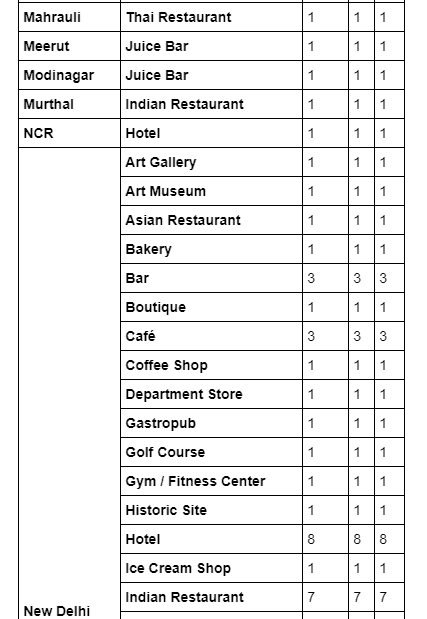 Mahrauli Thai Restaurant 1 1 1
Meerut Juice Bar 1 1 1
Modinagar Juice Bar 1 1 1
Murthal Indian Restaurant 1 1 1
NCR Hotel 1 1 1
Art Gallery 1 1 1
Art Museum 1 1 1
Asian Restaurant 1 1 1
Bakery 1 1 1
Bar 3 3 3
Boutique 1 1 1
Café 3 3 3
Coffee Shop 1 1 1
Department Store 1 1 1
Gastropub 1 1 1
Golf Course 1 1 1
Gym / Fitness Center 1 1 1
Historic Site 1 1 1
Hotel 8 8 8
Ice Cream Shop 1 1 1
Indian Restaurant 7 7 7
New Delhi